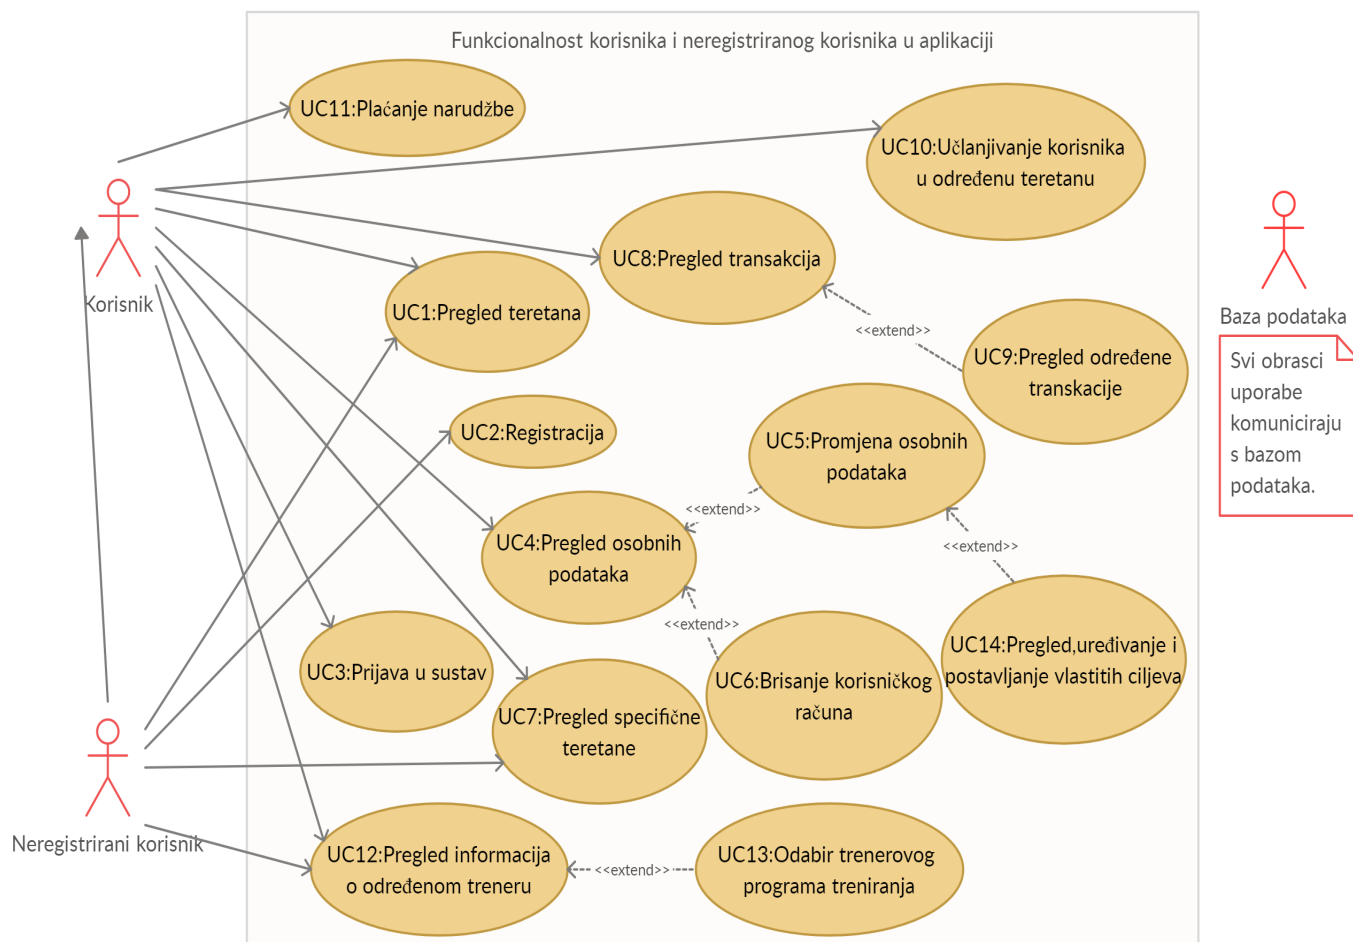 Funkcionalnost korisnika i neregistriranog korisnika u aplikaciji
UC11:Plaćanje narudžbe
UC10:Učlanjivanje korisnika
u određenu teretanu
UC8:Pregled transakcija
Korisnik
UC1:Pregled teretana
Baza podataka
<<extend>>
UC9:Pregled određene
transkacije
Svi obrasci
uporabe
komuniciraju
s bazom
podataka.
UC2:Registracija
UC5:Promjena osobnih
podataka
<<extend>>
UC4:Pregled osobnih
podataka
<<extend>>
<<extend>>
UC14:Pregled,uređivanje i
postavljanje vlastitih ciljeva
UC3:Prijava u sustav
UC6:Brisanje korisničkog
računa
UC7:Pregled specifične
teretane
Neregistrirani korisnik
UC12:Pregled informacija
o određenom treneru
<<extend>>
UC13:Odabir trenerovog
programa treniranja